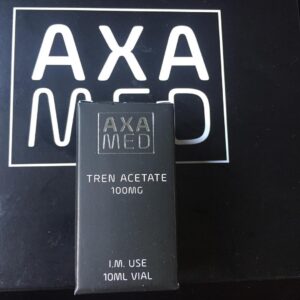 AXA
MED
AXA
MED
TREN ACETATE
100MG
I.M. USE
10ML VIAL